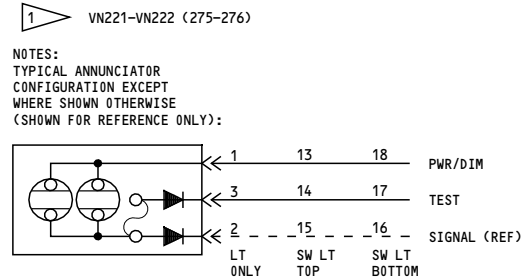 1 VN221-VN222 (275-276)
NOTES:
TYPICAL ANNUNCIATOR
CONFIGURATION EXCEPT
WHERE SHOWN OTHERWISE
(SHOWN FOR REFERENCE ONLY):
1 13 18 PWR/DIM
3 14 17 TEST
2 15 16 SIGNAL (REF)
LT SW LT SW LT
ONLY TOP BOTTOM